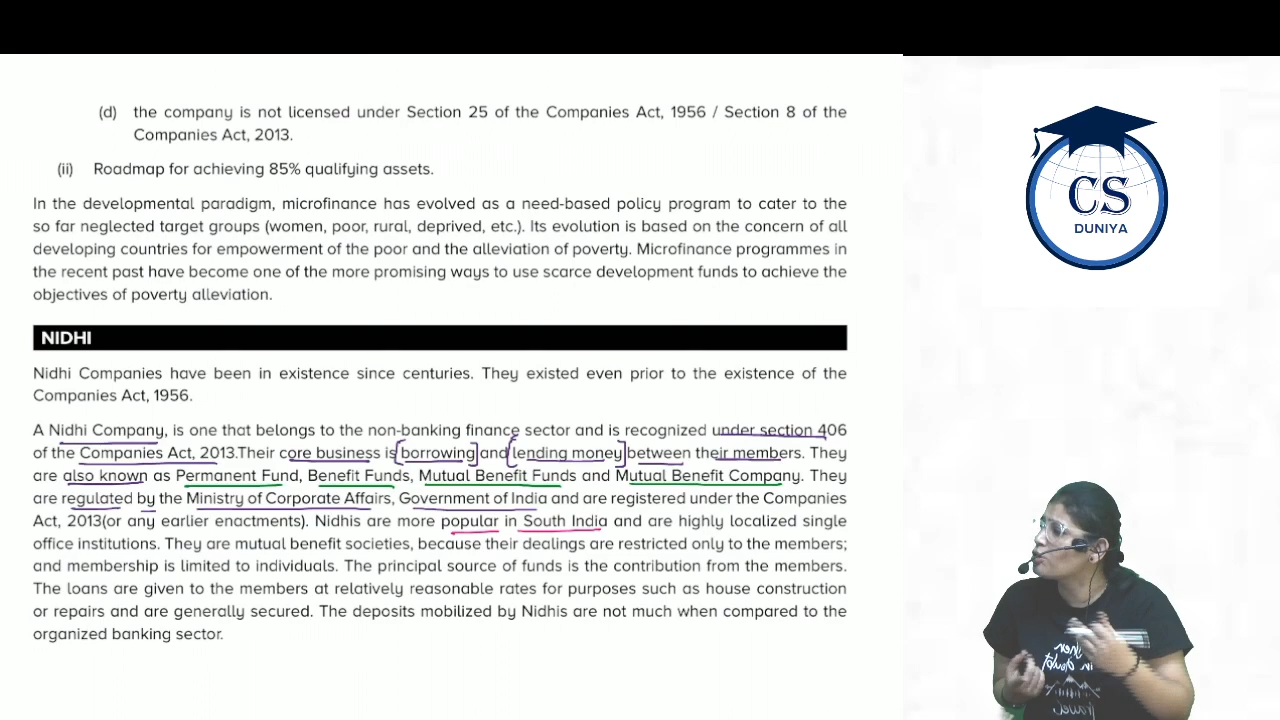 (d) the company is not licensed under Section 25 of the Companies Act, 1956 / Section 8 of the
Companies Act, 2013.
(ii) Roadmap for achieving 85% qualifying assets.
In the developmental paradigm, microfinance has evolved as a need-based policy program to cater to the
so far neglected target groups (women, poor, rural, deprived, etc.). Its evolution is based on the concern of all
developing countries for empowerment of the poor and the alleviation of poverty. Microfinance programmes in
the recent past have become one of the more promising ways to use scarce development funds to achieve the
objectives of poverty alleviation.
NIDHI
Nidhi Companies have been in existence since centuries. They existed even prior to the existence of the
Companies Act, 1956.
A Nidhi Company, is one that belongs to the non-banking finance sector and is recognized under section 406
of the Companies Act, 2013.Their core business is borrowing and lending money between their members. They
are also known as Permanent Fund, Benefit Funds, Mutual Benefit Funds and Mutual Benefit Company. They
are regulated by the Ministry of Corporate Affairs, Government of India and are registered under the Companies
Act, 2013(or any earlier enactments). Nidhis are more popular in South India and are highly localized single
office institutions. They are mutual benefit societies, because their dealings are restricted only to the members;
and membership is limited to individuals. The principal source of funds is the contribution from the members.
The loans are given to the members at relatively reasonable rates for purposes such as house construction
or repairs and are generally secured. The deposits mobilized by Nidhis are not much when compared to the
organized banking sector.
CS
DUNIYA
when
in doubt
travel